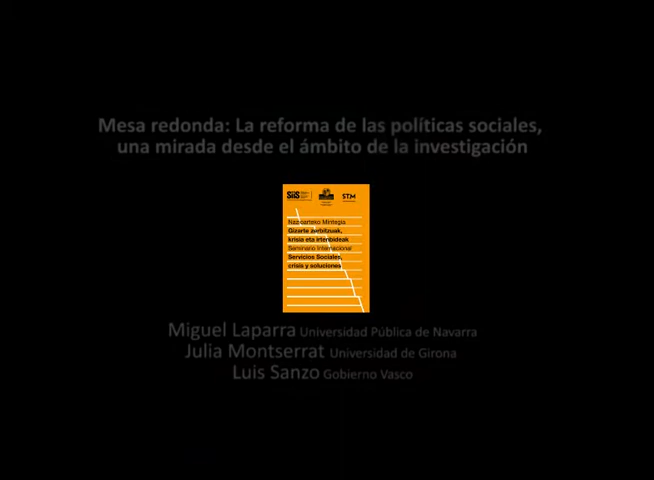 Mesa redonda: La reforma de las políticas sociales,
una mirada desde el ámbito de la investigación
SiiS
STM
Nazioarteko Mintegia
Gizarte zerbitzuak,
krisia eta irtenbideak
Seminario Internacional
Servicios Sociales,
crisis y soluciones
Miguel Laparra Universidad Pública de Navarra
Julia Montserrat Universidad de Girona
Luis Sanzo Gobierno Vasco